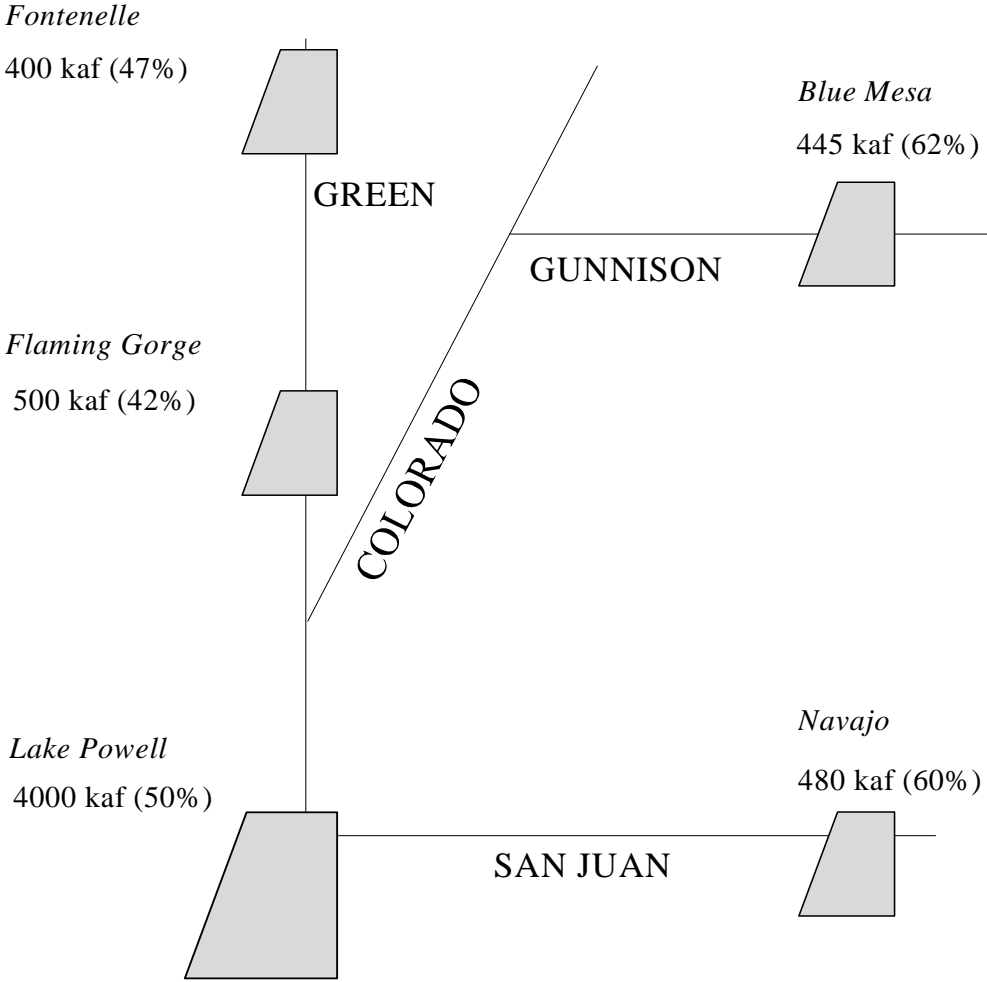 Fontenelle
400 kaf (47%)
Blue Mesa
445 kaf (62%)
GREEN
GUNNISON
Flaming Gorge
500 kaf (42%)
COLORADO
Lake Powell
4000 kaf (50%)
Navajo
480 kaf (60%)
SAN JUAN